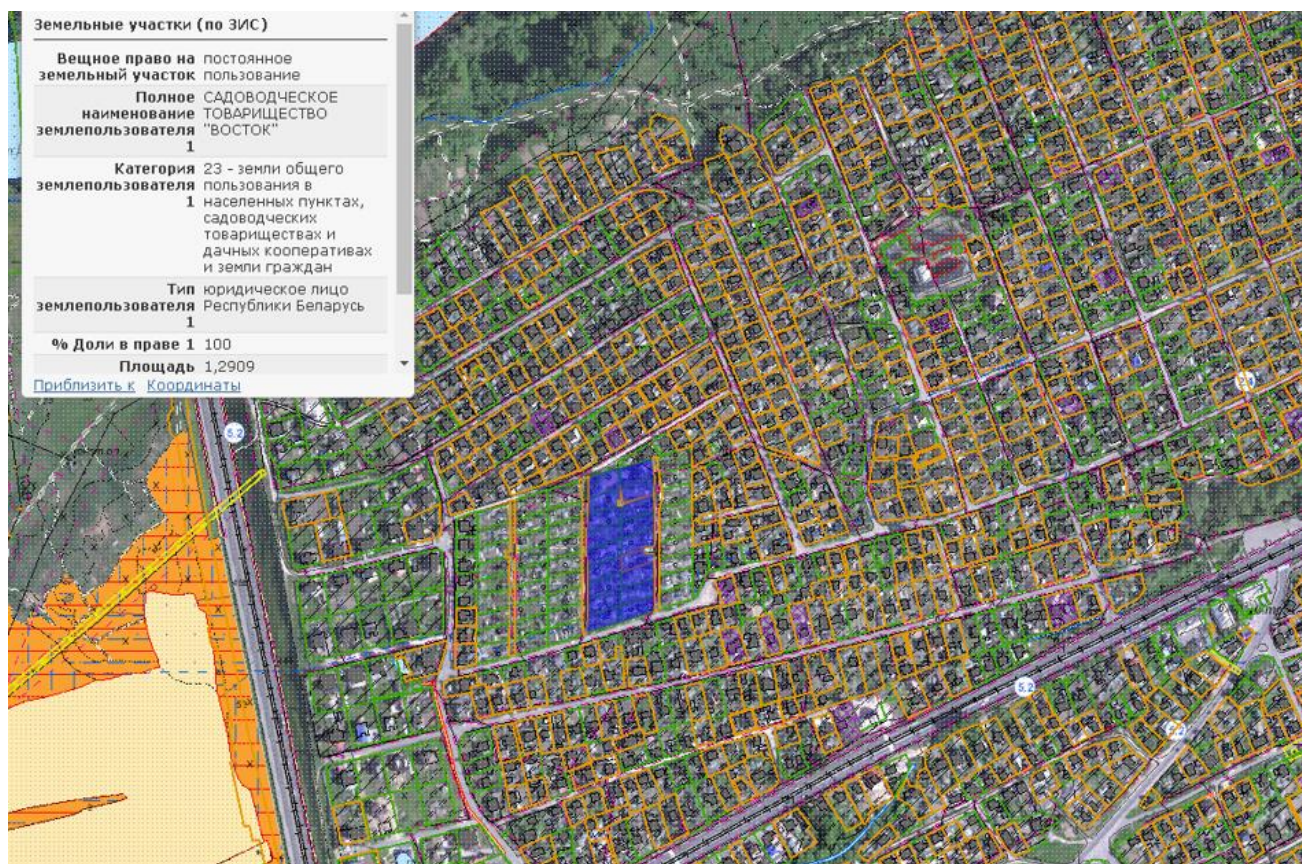 Земельные участки (по ЗИС)
Вещное право на земельный участок постоянное пользование
Полное наименование землепользователя 1 САДОВОДЧЕСКОЕ ТОВАРИЩЕСТВО "ВОСТОК"
Категория землепользователя 1 23 - земли общего пользования в населенных пунктах, садоводческих товариществах и дачных кооперативах и земли граждан
Тип землепользователя 1 юридическое лицо Республики Беларусь
% Доли в праве 1 100
Площадь 1,2909
Приблизить к Координаты
5.2
5.2